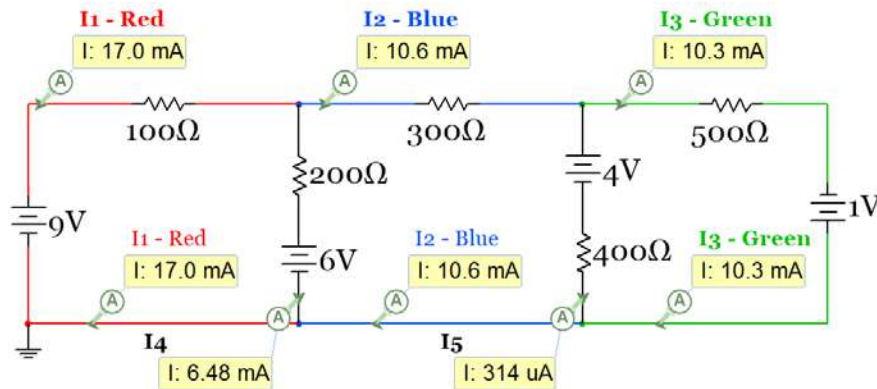 I1 - Red
I: 17.0 mA
I2 - Blue
I: 10.6 mA
I3 - Green
I: 10.3 mA
A
A
A
100Ω
300Ω
500Ω
200Ω
4V
9V
1V
I1 - Red
I: 17.0 mA
6V
I2 - Blue
I: 10.6 mA
400Ω
I3 - Green
I: 10.3 mA
A
A
A
A
A
I4
I: 6.48 mA
I5
I: 314 uA